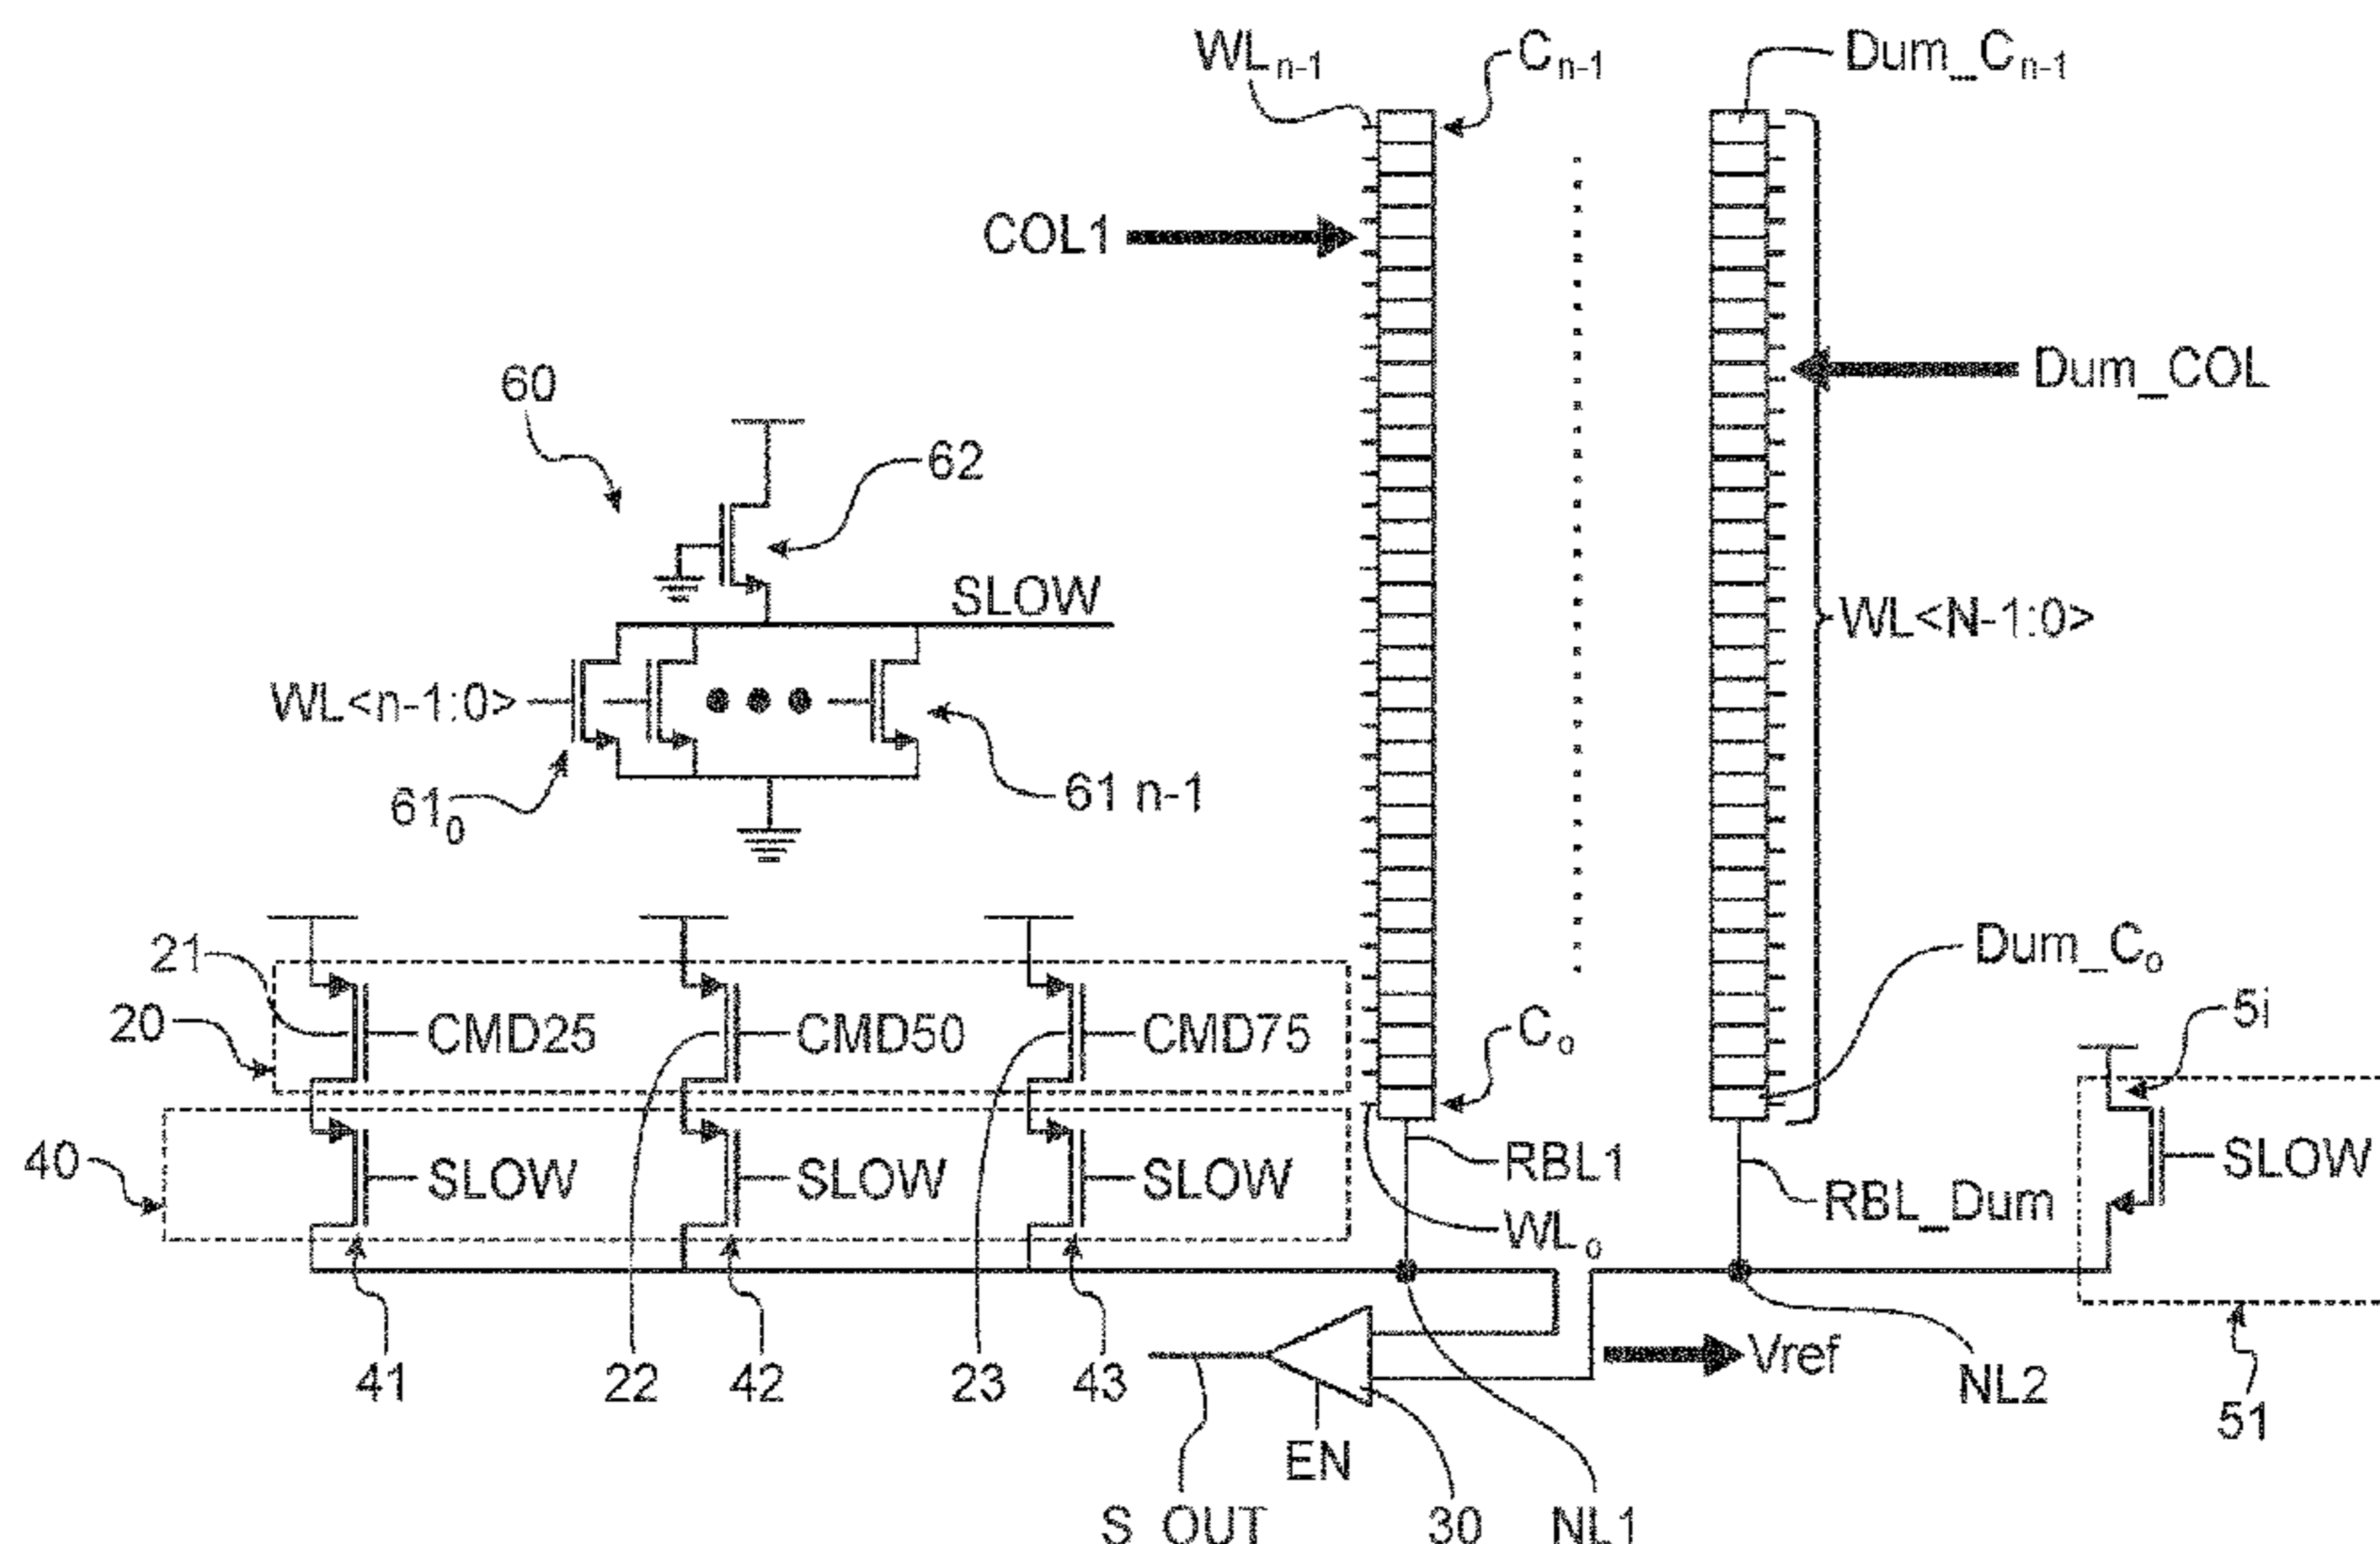 WLn-1
Cn-1
Dum_Cn-1
COL1
Dum_COL
60
62
SLOW
WL<N-1:0>
WL<n-1:0>
610
61 n-1
21
20
CMD25
CMD50
CMD75
Co
Dum_Co
5i
40
SLOW
SLOW
SLOW
RBL1
RBL_Dum
SLOW
WLo
41
22
42
23
43
Vref
NL2
51
EN
S_OUT
30
NL1